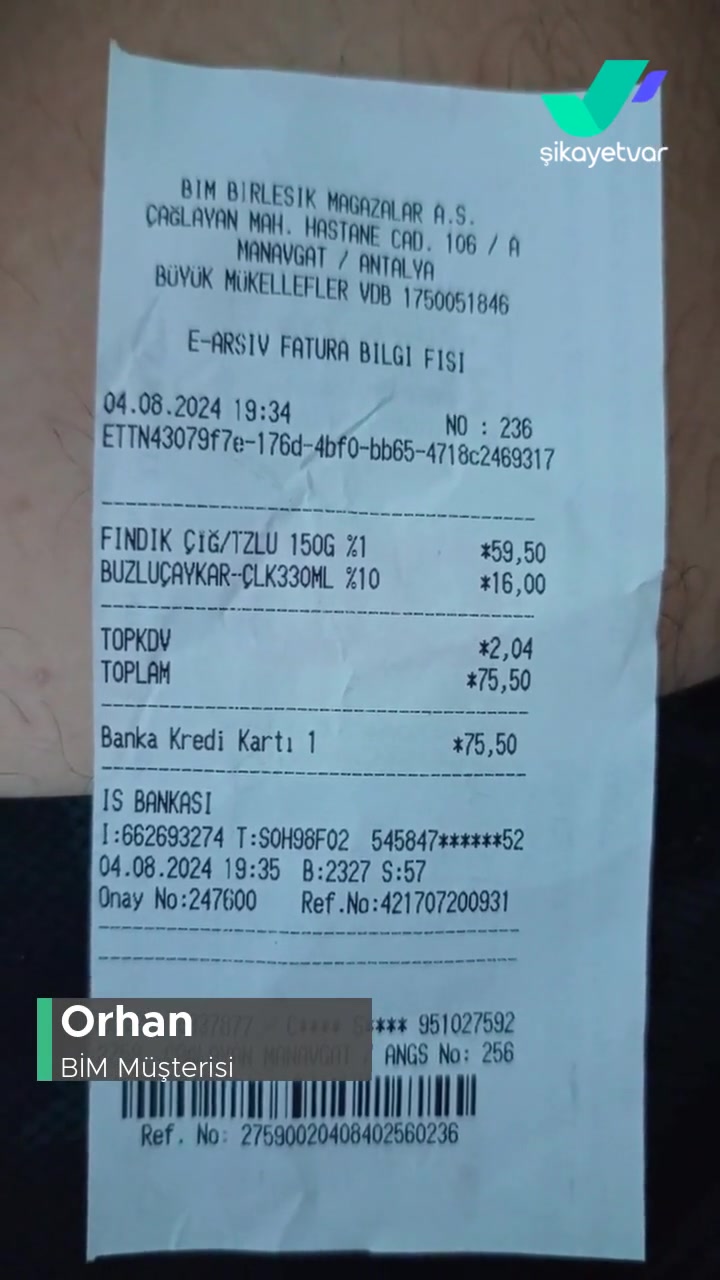 şikayetvar
BIM BIRLESIK MAGAZALAR A.S.
ÇAĞLAYAN MAH. HASTANE CAD. 106 / A
MANAVGAT / ANTALYA
BÜYÜK MÜKELLEFLER VDB 1750051846
E-ARSIV FATURA BILGI FISI
04.08.2024 19:34 NO : 236
ETTN43079f7e-176d-4bf0-bb65-4718c2469317
FINDIK ÇİĞ/TZLU 150G %1 *59,50
BUZLUÇAYKAR-ÇLK330ML %10 *16,00
TOPKDV *2,04
TOPLAM *75,50
Banka Kredi Kartı 1 *75,50
IS BANKASI
I:662693274 T:SOH98F02 545847******52
04.08.2024 19:35 B:2327 S:57
Onay No:247600 Ref.No:421707200931
Orhan
BİM Müşterisi
37877 / C**** S**** 951027592
ÇAĞLAYAN MANAVGAT / ANGS No: 256
Ref. No: 27590020408402560236